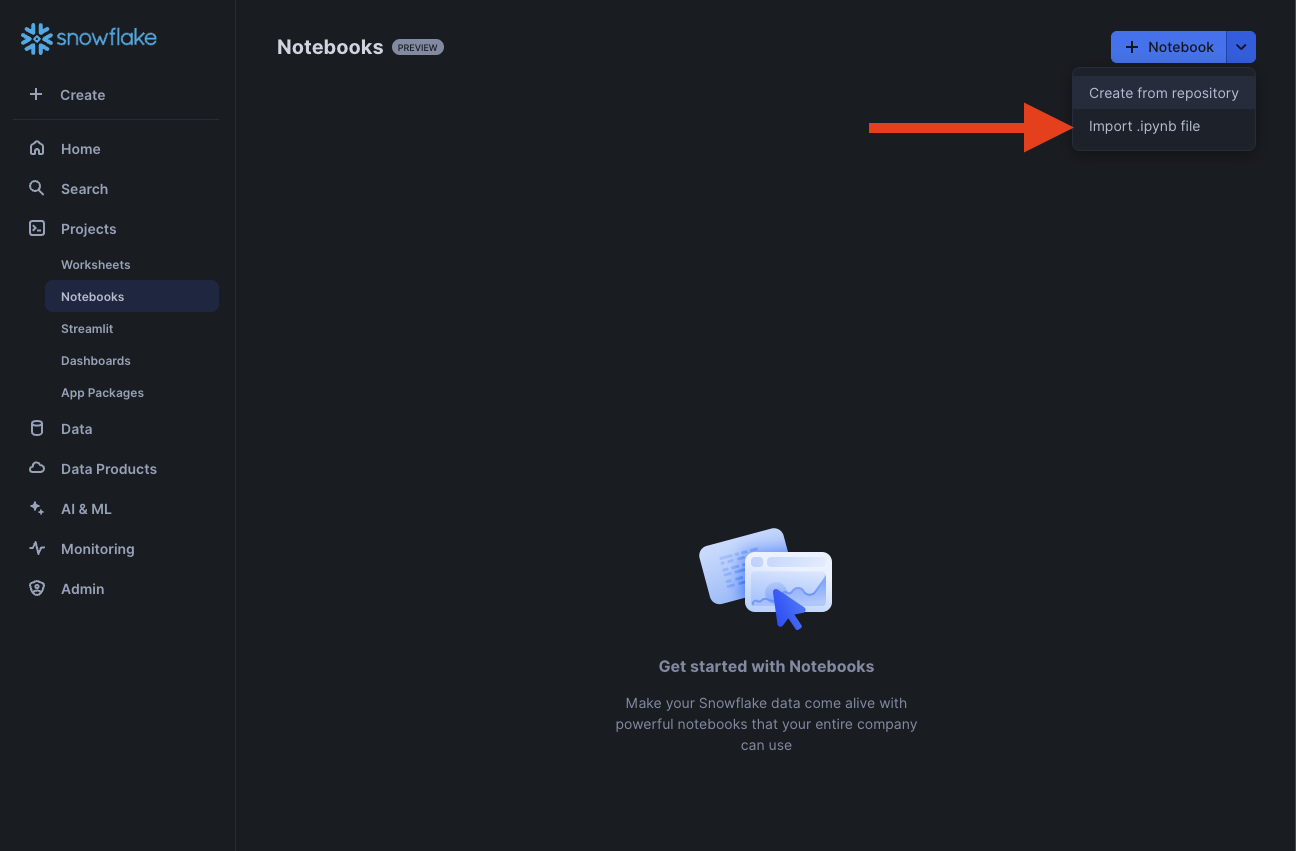 snowflake
Create
Home
Search
Projects
Worksheets
Notebooks
Streamlit
Dashboards
App Packages
Data
Data Products
AI & ML
Monitoring
Admin
Notebooks PREVIEW
+ Notebook
Create from repository
Import .ipynb file
Get started with Notebooks
Make your Snowflake data come alive with
powerful notebooks that your entire company
can use